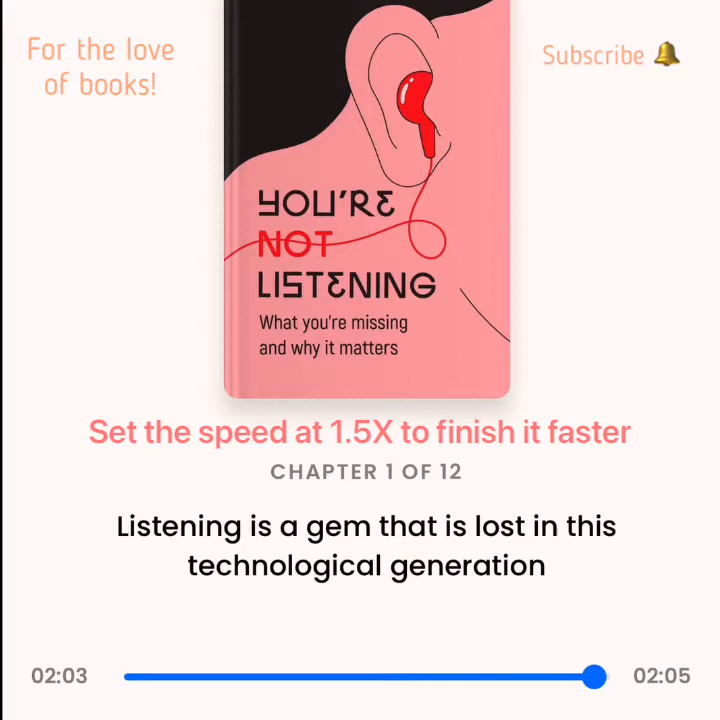 For the love
of books!
Subscribe 🔔
YOU'RE
NOT
LISTENING
What you're missing
and why it matters
Set the speed at 1.5X to finish it faster
CHAPTER 1 OF 12
Listening is a gem that is lost in this
technological generation
02:03
02:05